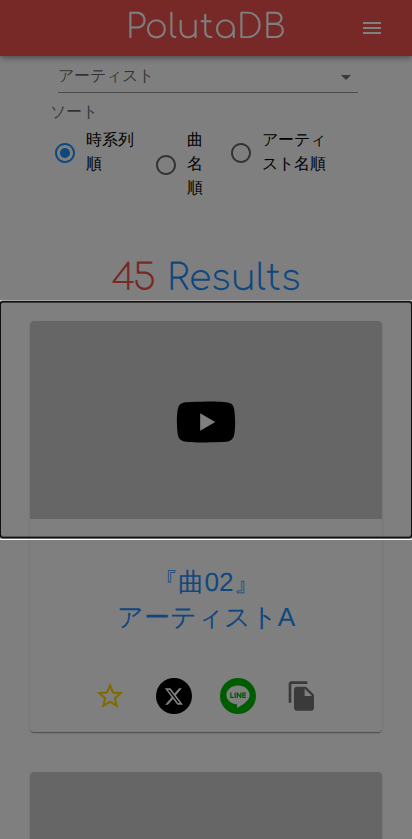 PolutaDB
アーティスト
ソート
時系列順
曲名順
アーティスト名順
45 Results
『曲02』
アーティストA
LINE